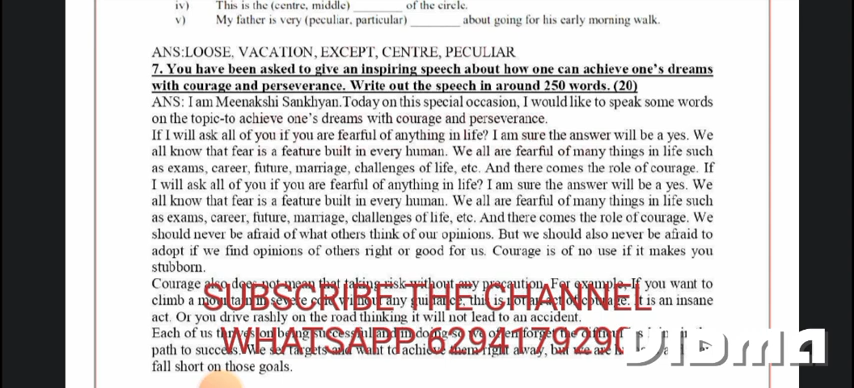 iv) This is the (centre, middle) ________ of the circle.
v) My father is very (peculiar, particular) ________ about going for his early morning walk.
ANS:LOOSE, VACATION, EXCEPT, CENTRE, PECULIAR
7. You have been asked to give an inspiring speech about how one can achieve one's dreams
with courage and perseverance. Write out the speech in around 250 words. (20)
ANS: I am Meenakshi Sankhyan.Today on this special occasion, I would like to speak some words
on the topic-to achieve one's dreams with courage and perseverance.
If I will ask all of you if you are fearful of anything in life? I am sure the answer will be a yes. We
all know that fear is a feature built in every human. We all are fearful of many things in life such
as exams, career, future, marriage, challenges of life, etc. And there comes the role of courage. If
I will ask all of you if you are fearful of anything in life? I am sure the answer will be a yes. We
all know that fear is a feature built in every human. We all are fearful of many things in life such
as exams, career, future, marriage, challenges of life, etc. And there comes the role of courage. We
should never be afraid of what others think of our opinions. But we should also never be afraid to
adopt if we find opinions of others right or good for us. Courage is of no use if it makes you
stubborn.
Courage also does not mean that taking risk without any precaution. For example- If you want to
SUBSCRIBE THE CHANNEL
climb a mountain in severe cold without any guidance, this is not an act of courage. It is an insane
act. Or you drive rashly on the road thinking it will not lead to an accident.
Each of us thrives on being successful and in doing so we often forget the
WHATSAPP 629417929
path to success. We set targets and want to achieve them right away, but we are
fall short on those goals.